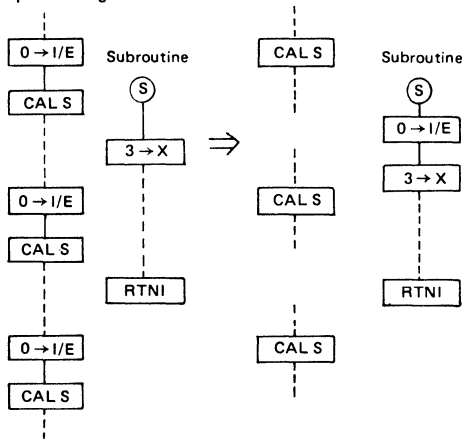 0 → I/E
CAL S
0 → I/E
CAL S
0 → I/E
CAL S
Subroutine
S
3 → X
RTNI
⇒
CAL S
CAL S
CAL S
Subroutine
S
0 → I/E
3 → X
RTNI